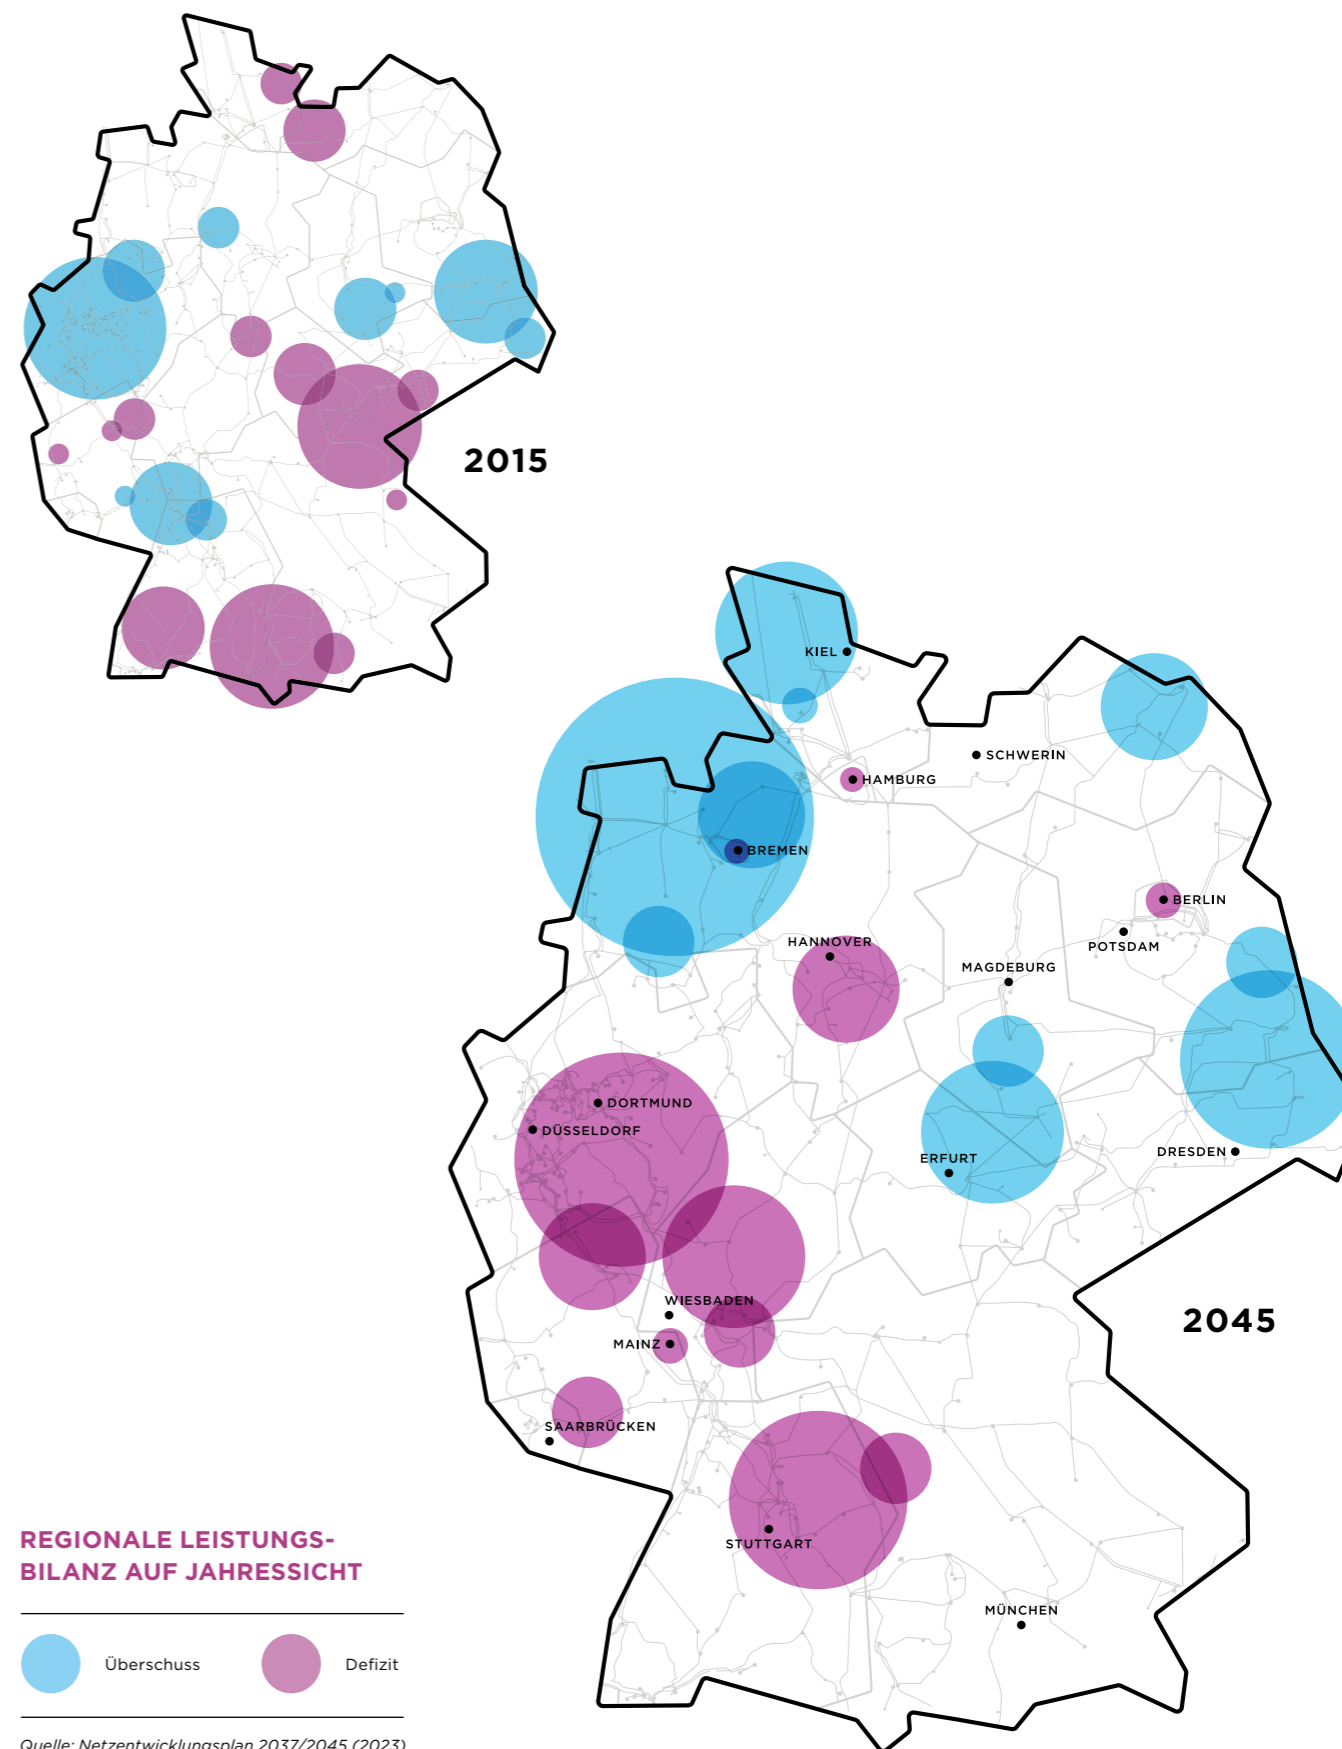 2015
KIEL
SCHWERIN
HAMBURG
BREMEN
BERLIN
POTSDAM
HANNOVER
MAGDEBURG
DORTMUND
DÜSSELDORF
DRESDEN
ERFURT
WIESBADEN
2045
MAINZ
SAARBRÜCKEN
STUTTGART
MÜNCHEN
REGIONALE LEISTUNGS-
BILANZ AUF JAHRESSICHT
Überschuss Defizit
Quelle: Netzentwicklungsplan 2037/2045 (2023)